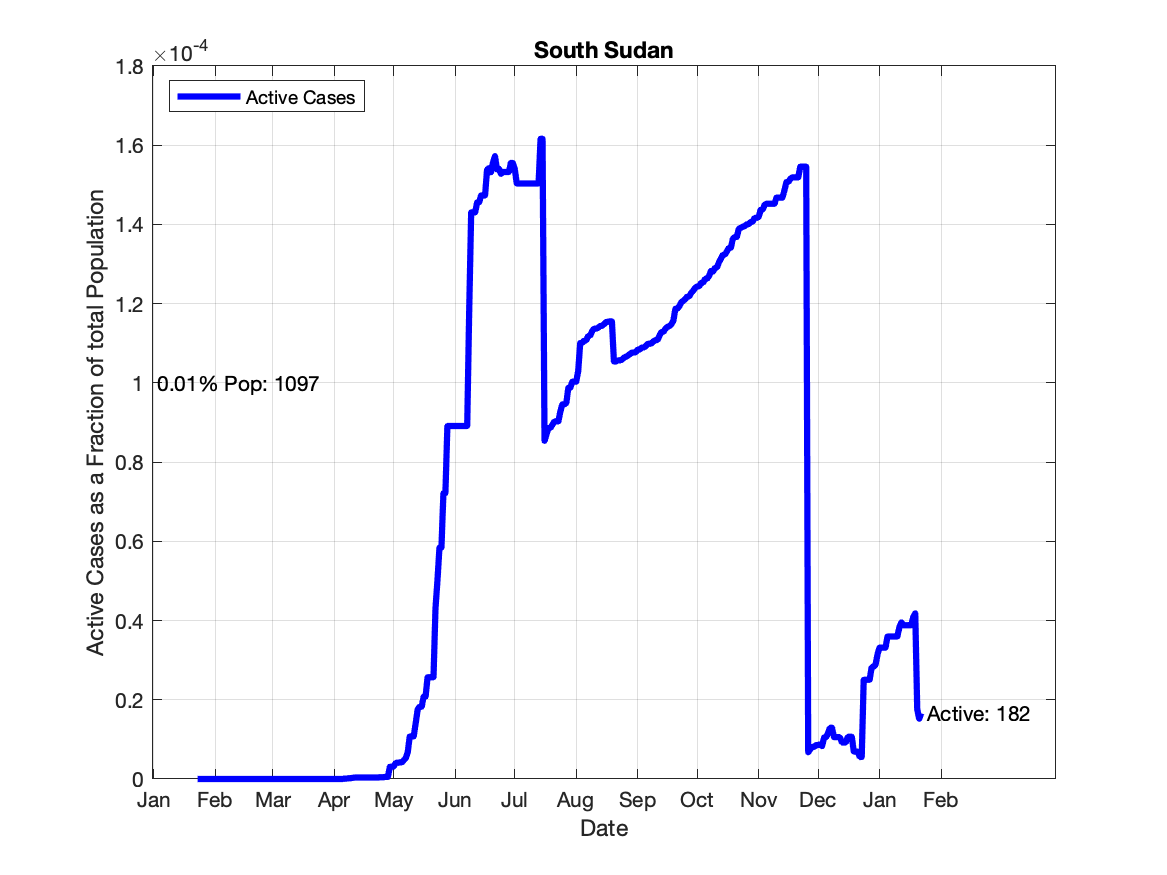 South Sudan
×10-4
Active Cases
1.8
1.6
1.4
1.2
1
0.8
0.6
0.4
0.2
0
Active Cases as a Fraction of total Population
0.01% Pop: 1097
Active: 182
Jan Feb Mar Apr May Jun Jul Aug Sep Oct Nov Dec Jan Feb
Date